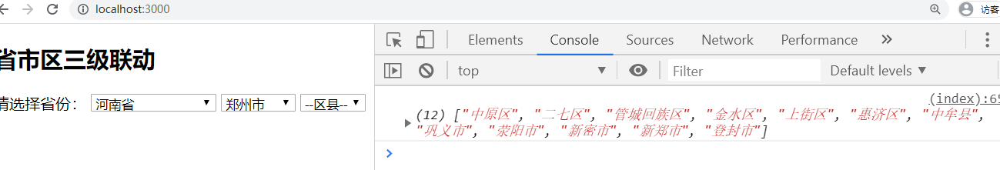 localhost:3000
访客
Elements Console Sources Network Performance
top Filter Default levels ▼
省市区三级联动
请选择省份： 河南省 郑州市 --区县--
(index):65
(12) ["中原区", "二七区", "管城回族区", "金水区", "上街区", "惠济区", "中牟县",
"巩义市", "荥阳市", "新密市", "新郑市", "登封市"]